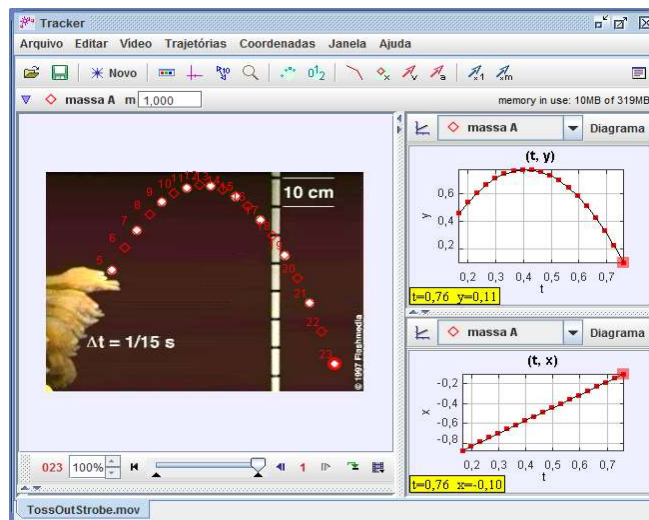 Tracker
Arquivo Editar Vídeo Trajetórias Coordenadas Janela Ajuda
Novo
massa A m 1,000
memory in use: 10MB of 319MB
massa A Diagrama
(t, y)
y
0,6
0,4
0,2
0,2 0,3 0,4 0,5 0,6 0,7
t
t=0,76 y=0,11
massa A Diagrama
(t, x)
x
-0,2
-0,4
-0,6
-0,8
0,2 0,3 0,4 0,5 0,6 0,7
t
t=0,76 x=-0,10
10 cm
5
6
7
8
9
10
11
12
13
20
21
22
23
Δt = 1/15 s
© 1997 Flashmedia
023 100% 1
TossOutStrobe.mov